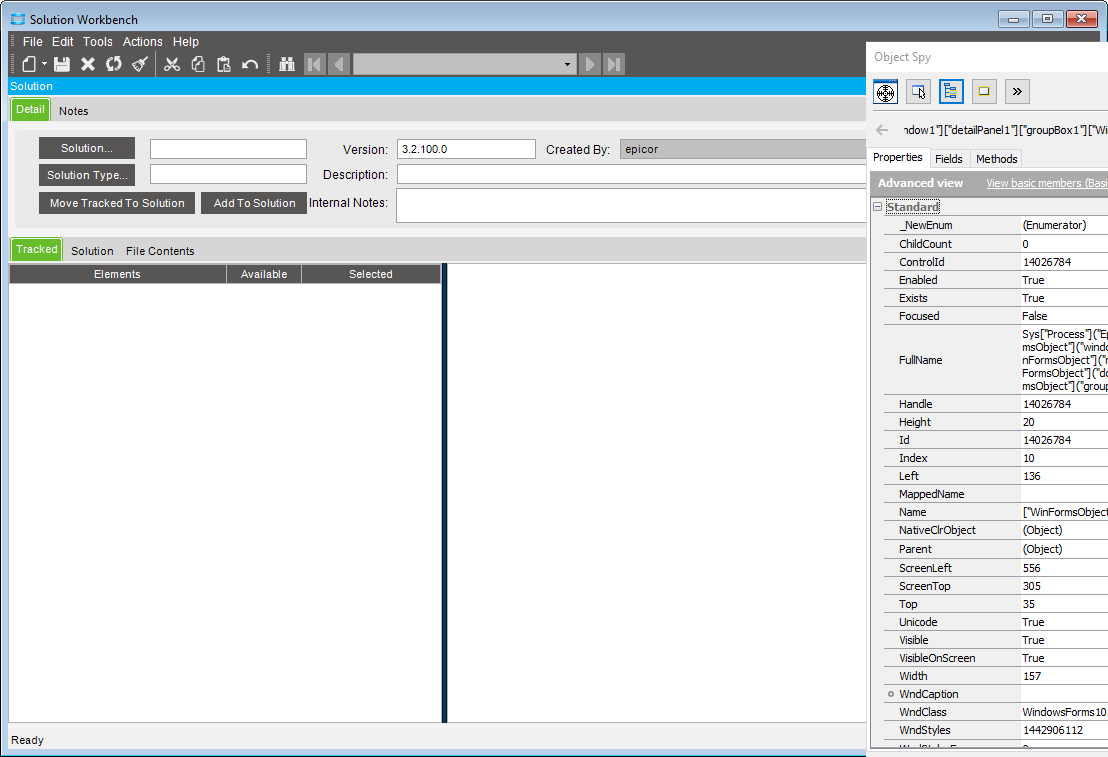 Solution Workbench
File Edit Tools Actions Help
Solution
Detail Notes
Solution... Version: 3.2.100.0 Created By: epicor
Solution Type... Description:
Move Tracked To Solution Add To Solution Internal Notes:
Tracked Solution File Contents
Elements Available Selected
Ready
Object Spy
ndow1"]["detailPanel1"]["groupBox1"]["Wi
Properties Fields Methods
Advanced view View basic members (Basi
Standard
_NewEnum (Enumerator)
ChildCount 0
ControlId 14026784
Enabled True
Exists True
Focused False
FullName Sys["Process"]("Ep
msObject"]("windo
nFormsObject"]("
FormsObject"]("do
msObject"]("group
Handle 14026784
Height 20
Id 14026784
Index 10
Left 136
MappedName
Name ["WinFormsObject
NativeClrObject (Object)
Parent (Object)
ScreenLeft 556
ScreenTop 305
Top 35
Unicode True
Visible True
VisibleOnScreen True
Width 157
WndCaption
WndClass WindowsForms10.
WndStyles 1442906112